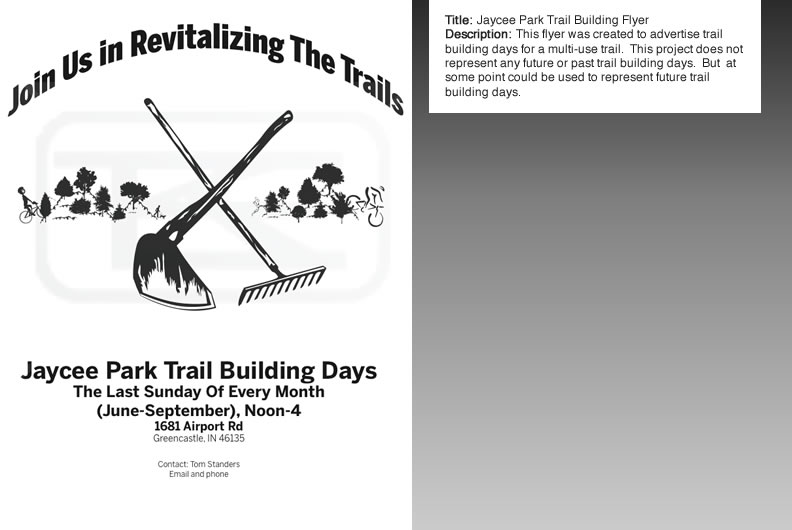 Join Us in Revitalizing The Trails
Jaycee Park Trail Building Days
The Last Sunday Of Every Month
(June-September), Noon-4
1681 Airport Rd
Greencastle, IN 46135
Contact: Tom Standers
Email and phone
Title: Jaycee Park Trail Building Flyer
Description: This flyer was created to advertise trail
building days for a multi-use trail. This project does not
represent any future or past trail building days. But at
some point could be used to represent future trail
building days.